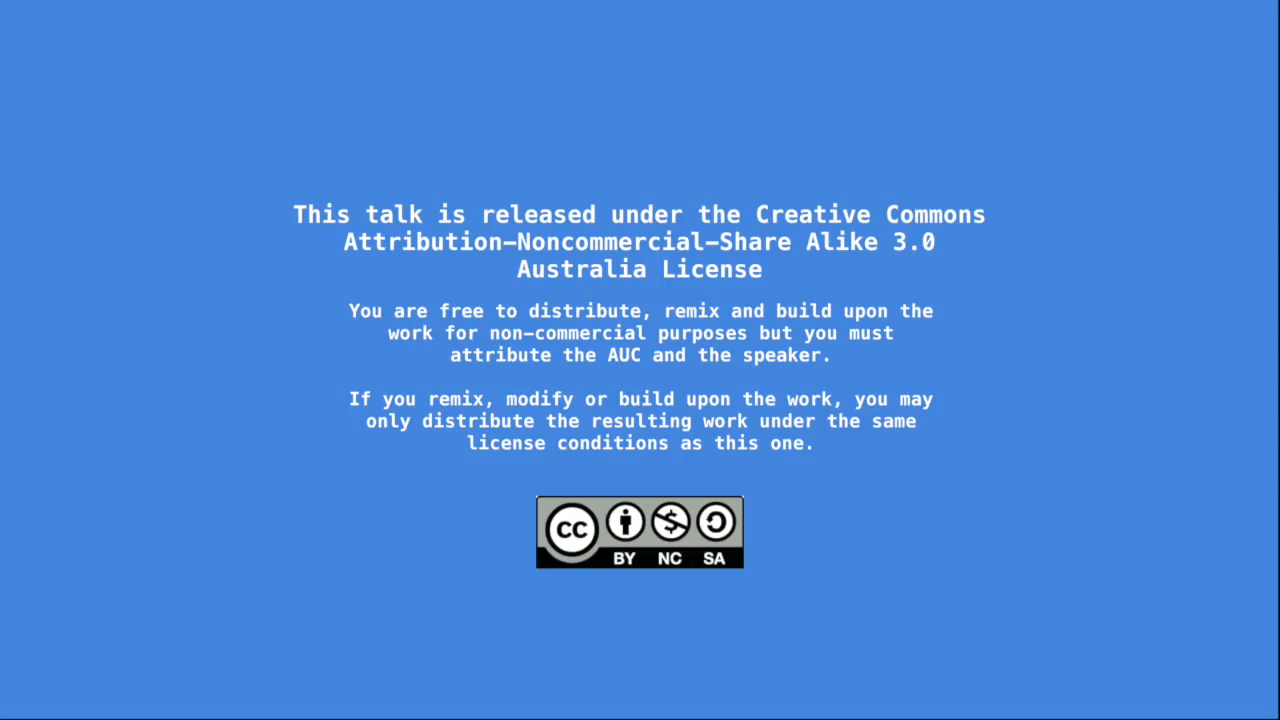 This talk is released under the Creative Commons
Attribution–Noncommercial–Share Alike 3.0
Australia License
You are free to distribute, remix and build upon the
work for non–commercial purposes but you must
attribute the AUC and the speaker.
If you remix, modify or build upon the work, you may
only distribute the resulting work under the same
license conditions as this one.
CC
BY NC SA